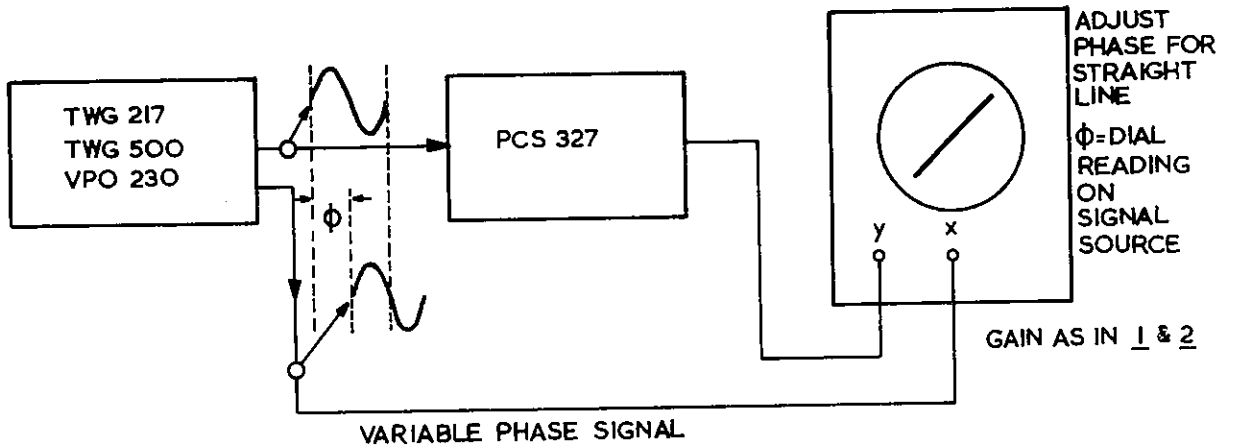 TWG 217
TWG 500
VPO 230
ϕ
PCS 327
y
x
ADJUST
PHASE FOR
STRAIGHT
LINE
ϕ=DIAL
READING
ON
SIGNAL
SOURCE
GAIN AS IN 1 & 2
VARIABLE PHASE SIGNAL